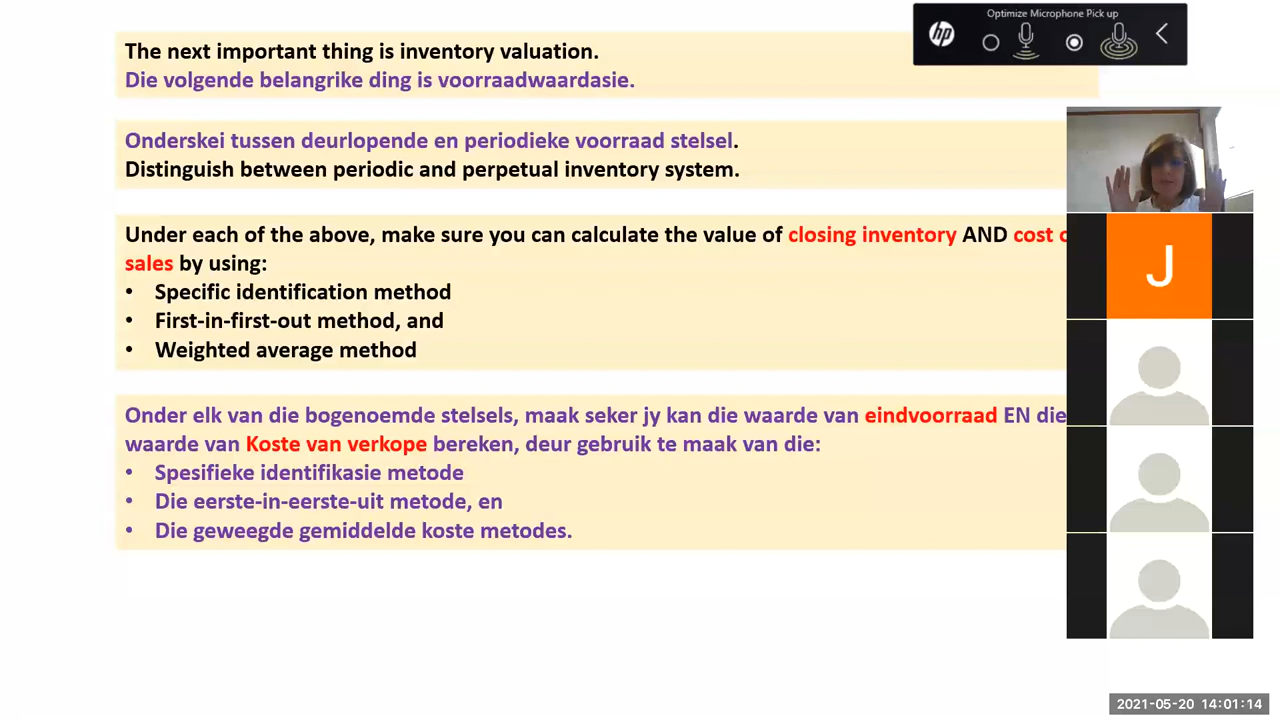 Optimize Microphone Pick up
hp
The next important thing is inventory valuation.
Die volgende belangrike ding is voorraadwaardasie.
Onderskei tussen deurlopende en periodieke voorraad stelsel.
Distinguish between periodic and perpetual inventory system.
Under each of the above, make sure you can calculate the value of closing inventory AND cost
sales by using:
• Specific identification method
• First-in-first-out method, and
• Weighted average method
J
Onder elk van die bogenoemde stelsels, maak seker jy kan die waarde van eindvoorraad EN die
waarde van Koste van verkope bereken, deur gebruik te maak van die:
• Spesifieke identifikasie metode
• Die eerste-in-eerste-uit metode, en
• Die geweegde gemiddelde koste metodes.
2021-05-20 14:01:14